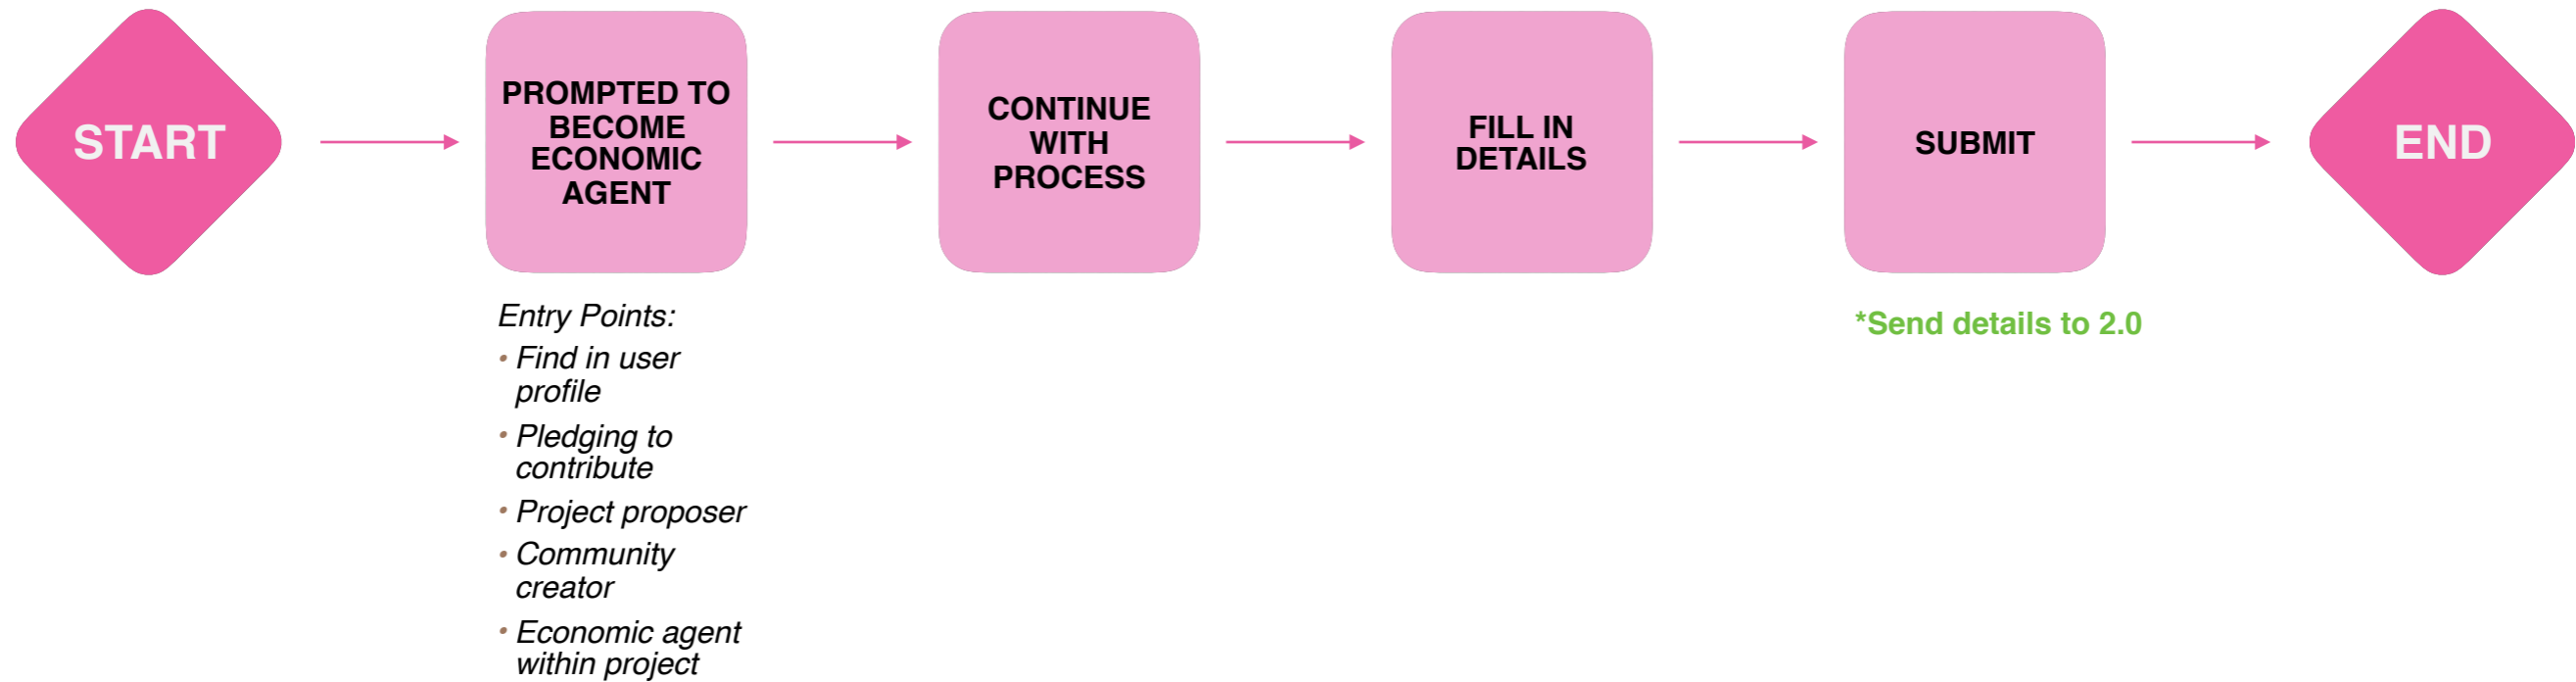 START
PROMPTED TO
BECOME
ECONOMIC
AGENT
CONTINUE
WITH
PROCESS
FILL IN
DETAILS
SUBMIT
END
Entry Points:
• Find in user
profile
• Pledging to
contribute
• Project proposer
• Community
creator
• Economic agent
within project
*Send details to 2.0